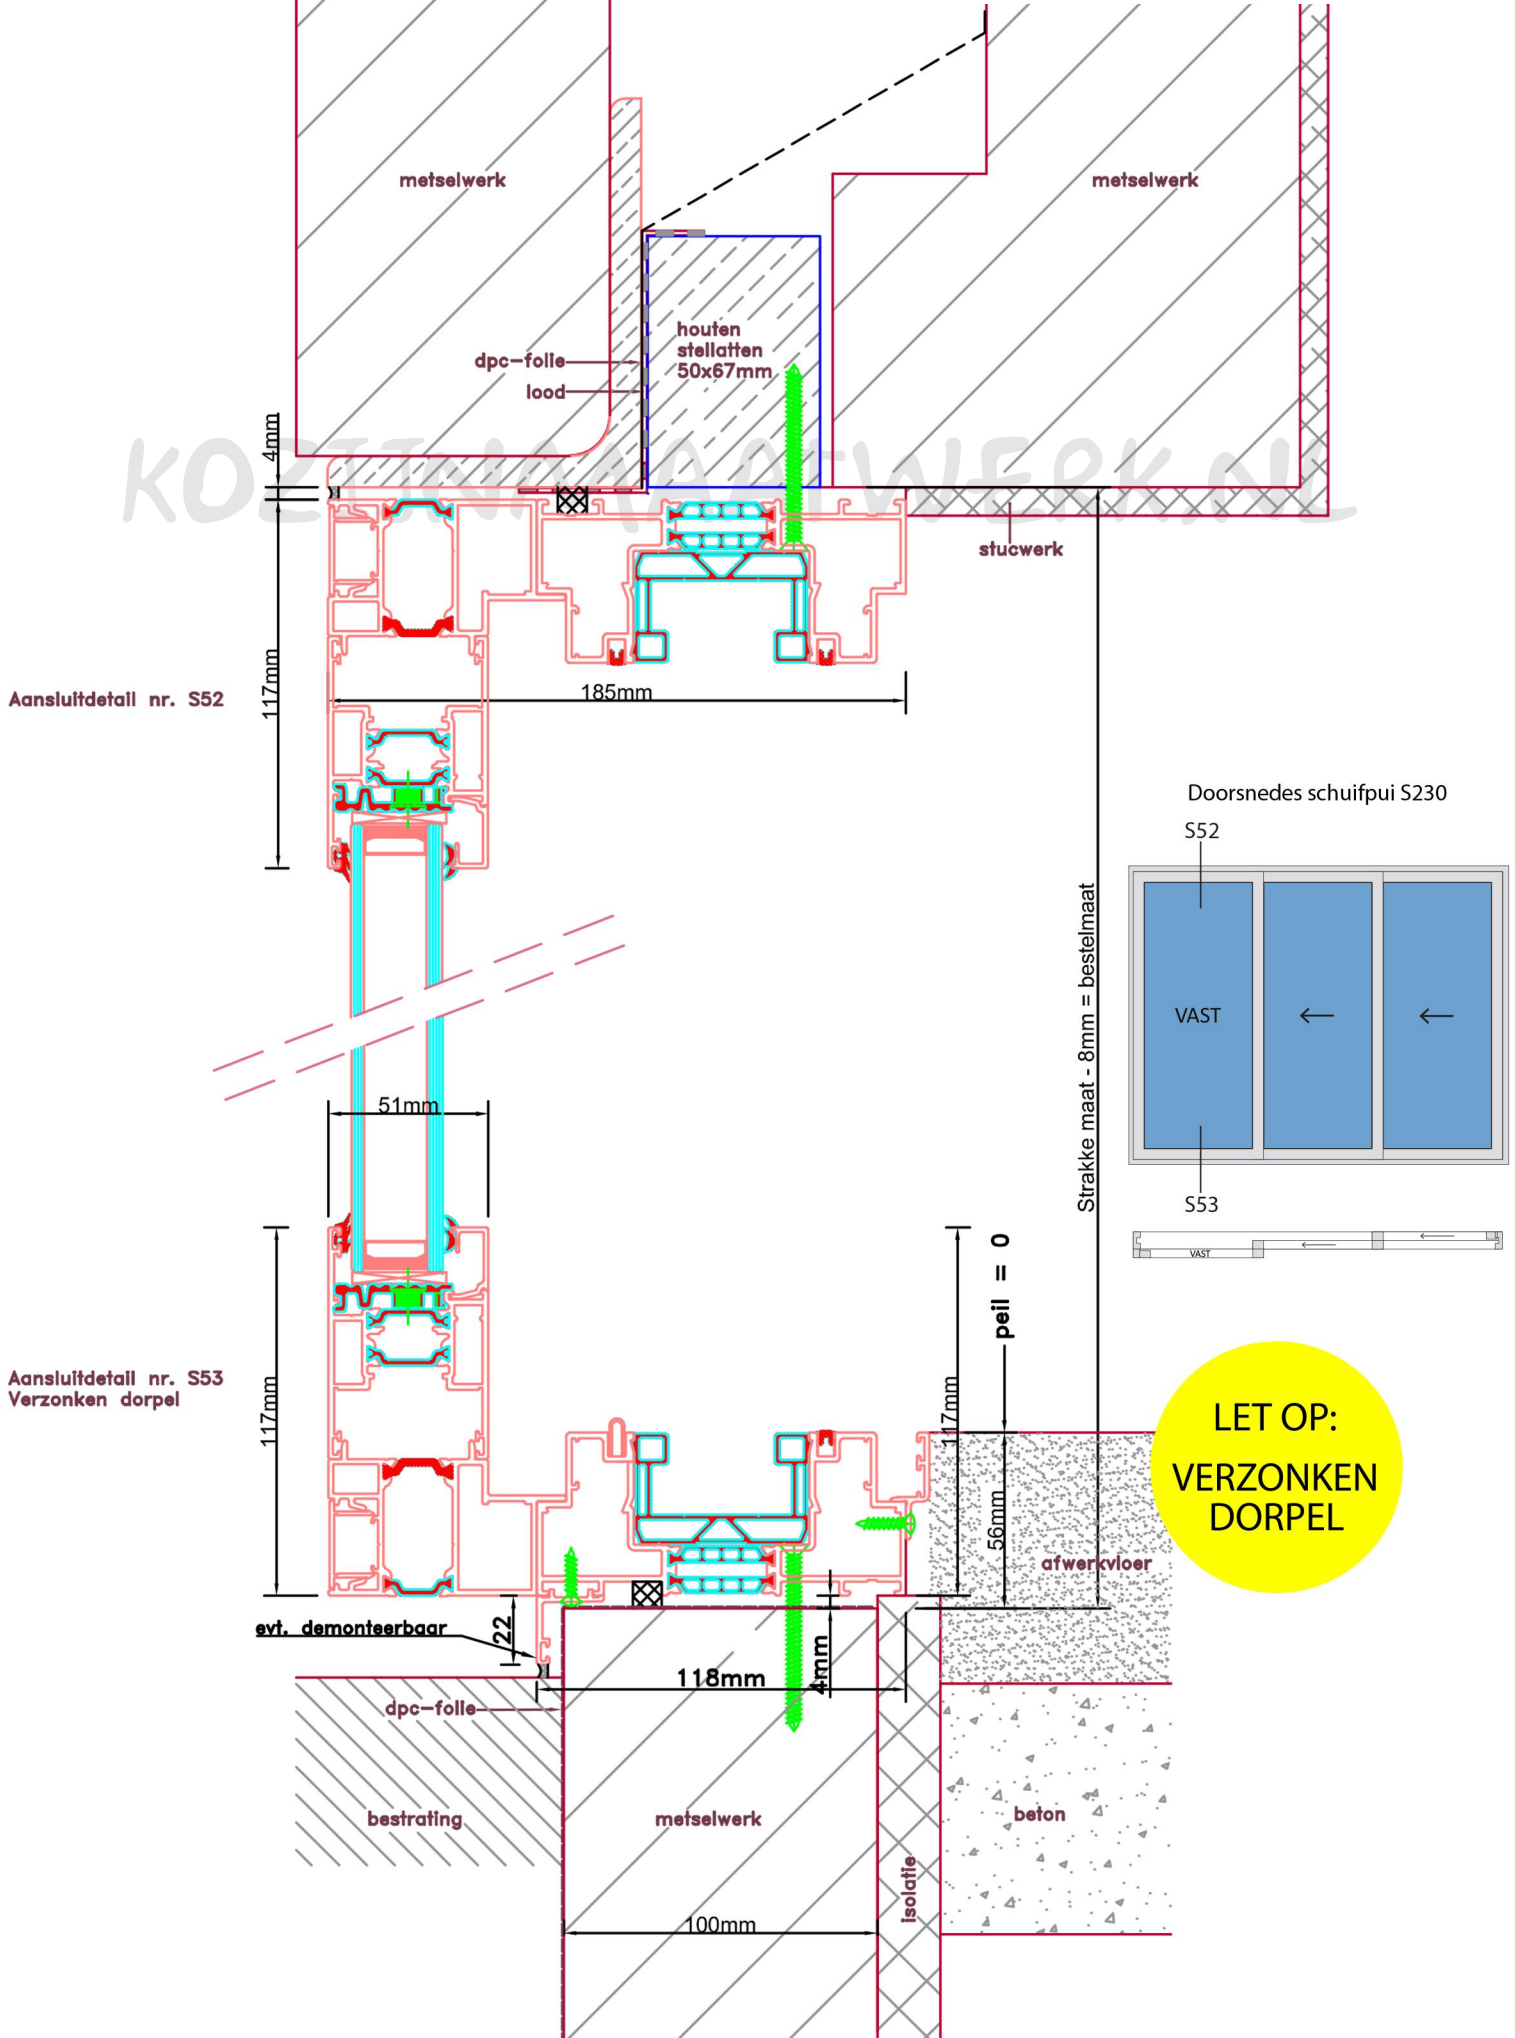 metselwerk
metselwerk
houten
stellatten
50x67mm
dpc-folie
lood
4mm
KOZIJNMAATWERK.NL
stucwerk
117mm
185mm
Aansluitdetail nr. S52
Doorsnedes schuifpui S230
S52
VAST
S53
VAST
Strakke maat - 8mm = bestelmaat
51mm
peil = 0
Aansluitdetail nr. S53
Verzonken dorpel
117mm
117mm
56mm
LET OP:
VERZONKEN
DORPEL
afwerkvloer
evt. demonteerbaar
22
118mm
4mm
dpc-folie
bestrating
metselwerk
beton
isolatie
100mm